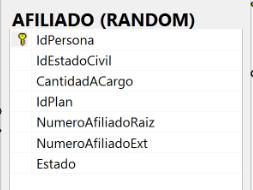 AFILIADO (RANDOM)
IdPersona
IdEstadoCivil
CantidadACargo
IdPlan
NumeroAfiliadoRaiz
NumeroAfiliadoExt
Estado